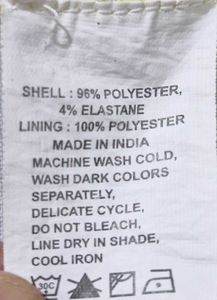 SHELL : 96% POLYESTER,
4% ELASTANE
LINING : 100% POLYESTER
MADE IN INDIA
MACHINE WASH COLD,
WASH DARK COLORS
SEPARATELY,
DELICATE CYCLE,
DO NOT BLEACH,
LINE DRY IN SHADE,
COOL IRON
30C